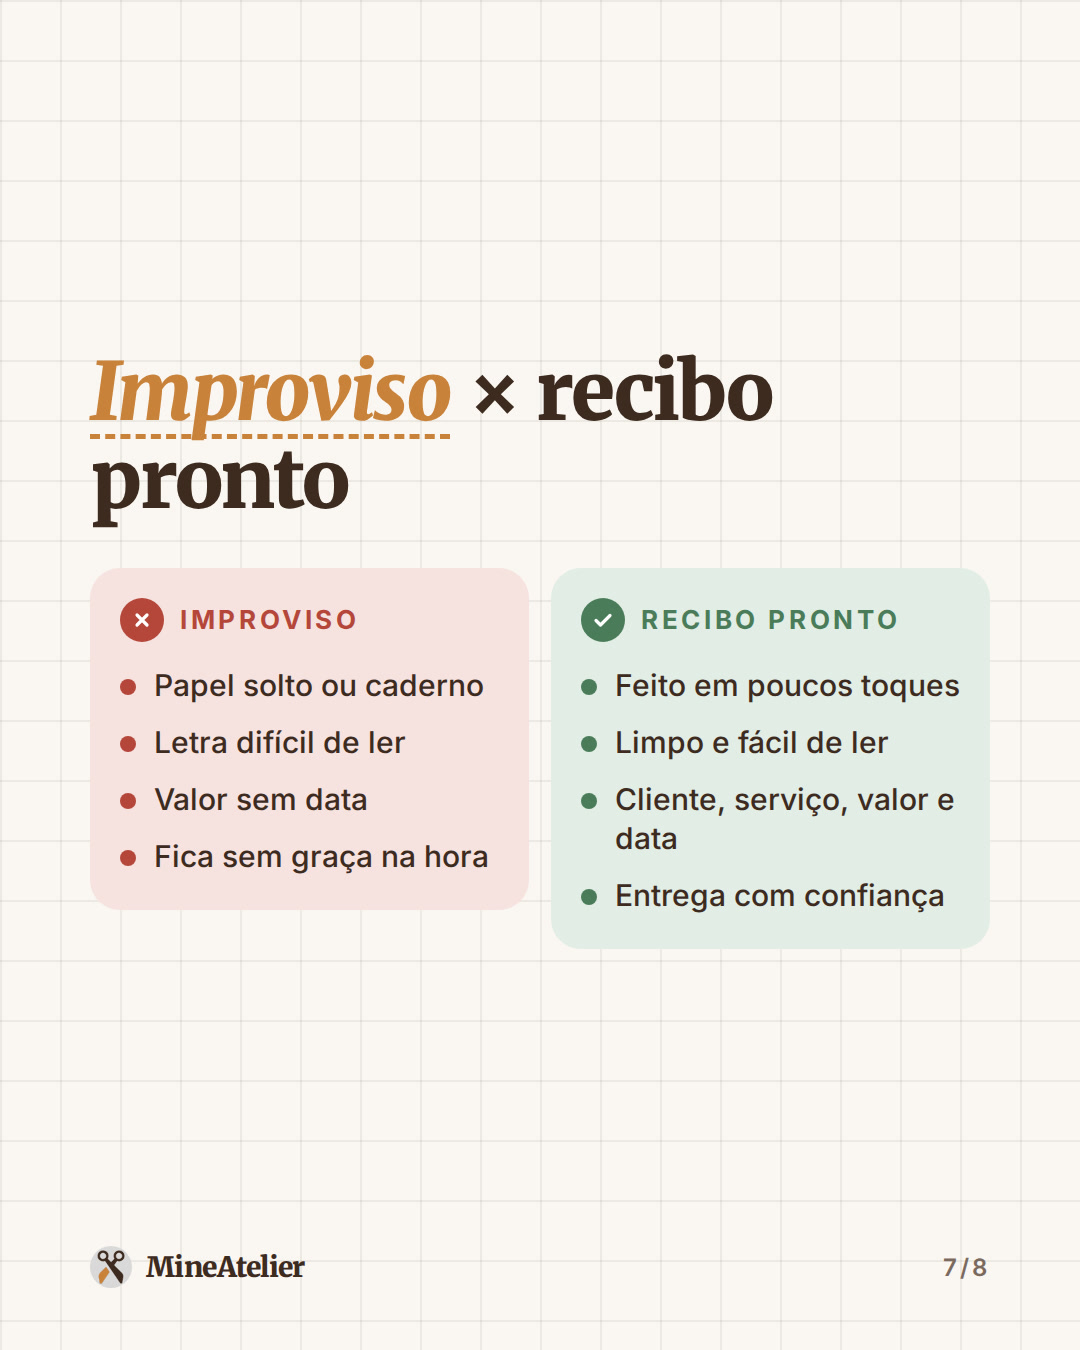 Improviso × recibo
pronto
IMPROVISO
Papel solto ou caderno
Letra difícil de ler
Valor sem data
Fica sem graça na hora
RECIBO PRONTO
Feito em poucos toques
Limpo e fácil de ler
Cliente, serviço, valor e
data
Entrega com confiança
MineAtelier
7/8